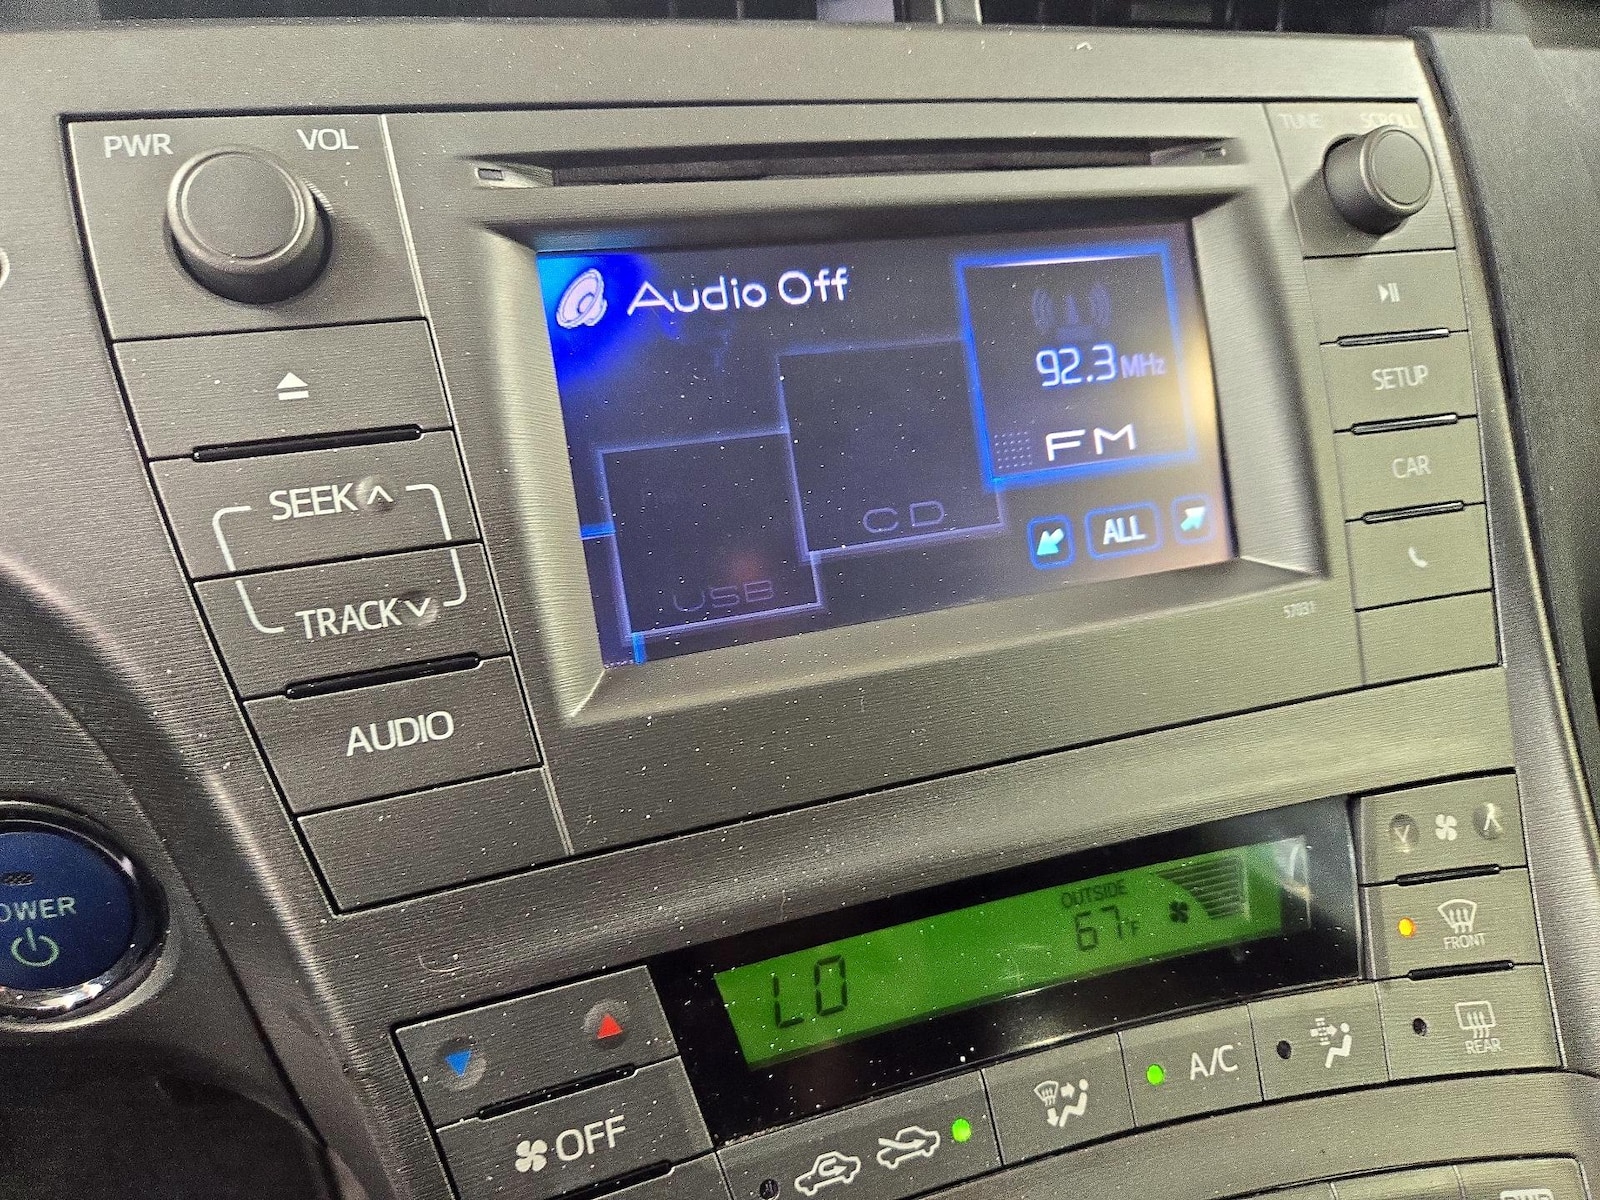 PWR VOL
TUNE SCROLL
Audio Off
92.3 MHz
FM
CD
USB
ALL
SEEK
TRACK
AUDIO
SETUP
CAR
57031
POWER
OUTSIDE
67F
LO
FRONT
REAR
A/C
OFF